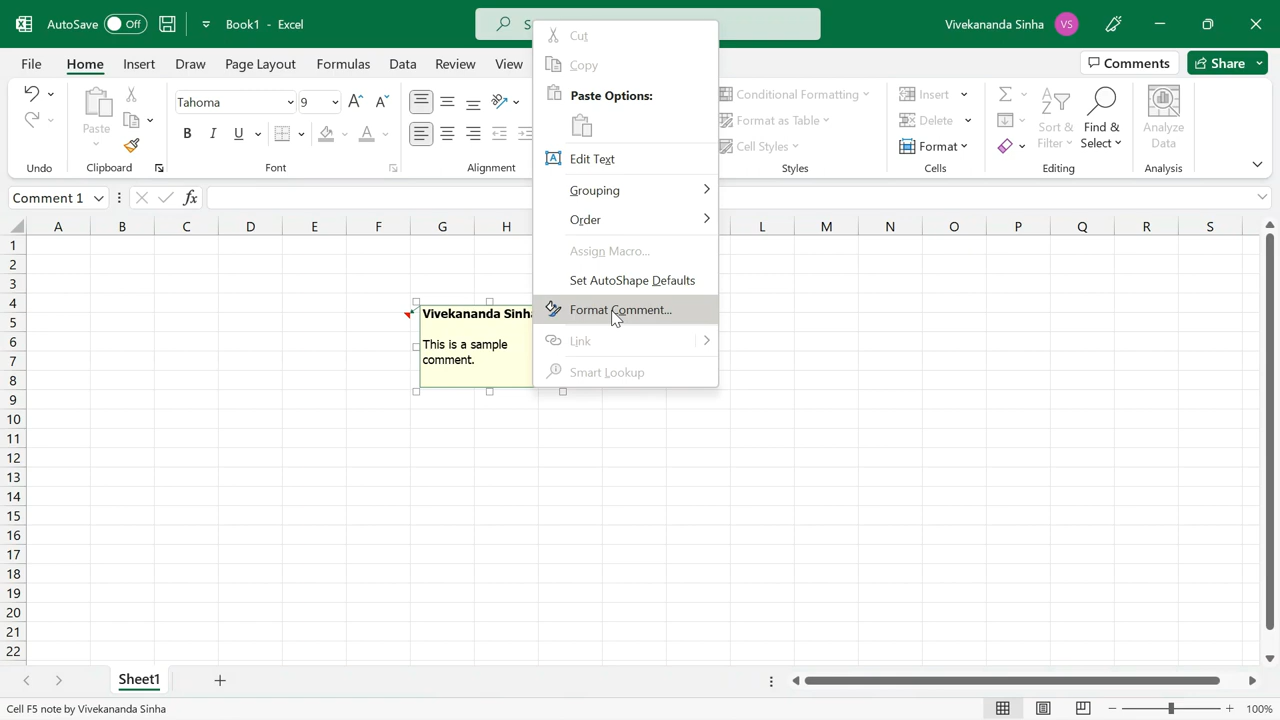 AutoSave Off Book1 - Excel S Vivekananda Sinha VS
File Home Insert Draw Page Layout Formulas Data Review View Comments Share
Cut
Copy
Paste Options:
Edit Text
Grouping
Order
Assign Macro...
Set AutoShape Defaults
Format Comment...
Link
Smart Lookup
Paste
Tahoma 9
B I U
Undo Clipboard Font Alignment
Conditional Formatting
Format as Table
Cell Styles
Styles
Insert
Delete
Format
Cells
Sort & Filter
Find & Select
Editing
Analyze Data
Analysis
Comment 1 fx
A B C D E F G H L M N O P Q R S
1
2
3
4
5
6
7
8
9
10
11
12
13
14
15
16
17
18
19
20
21
22
Vivekananda Sinha
This is a sample
comment.
Sheet1
Cell F5 note by Vivekananda Sinha 100%